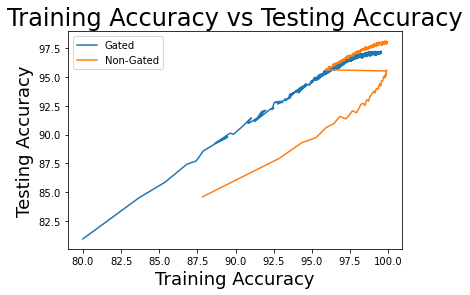 Training Accuracy vs Testing Accuracy
Gated
Non-Gated
97.5
95.0
92.5
90.0
87.5
85.0
82.5
Testing Accuracy
80.0 82.5 85.0 87.5 90.0 92.5 95.0 97.5 100.0
Training Accuracy